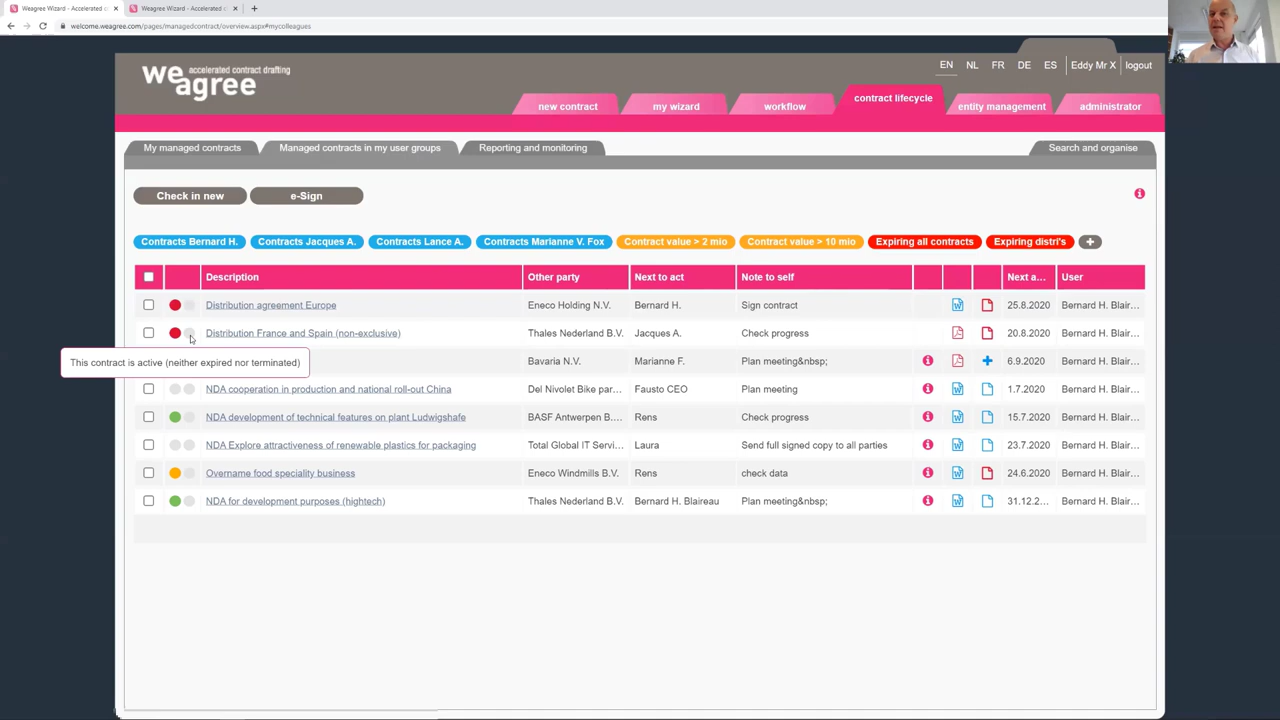 Weagree Wizard - Accelerated c
Weagree Wizard - Accelerated c
welcome.weagree.com/pages/managedcontract/overview.aspx#mycolleagues
we agree
accelerated contract drafting
EN NL FR DE ES Eddy Mr X logout
new contract my wizard workflow contract lifecycle entity management administrator
My managed contracts Managed contracts in my user groups Reporting and monitoring Search and organise
Check in new e-Sign
Contracts Bernard H. Contracts Jacques A. Contracts Lance A. Contracts Marianne V. Fox Contract value > 2 mio Contract value > 10 mio Expiring all contracts Expiring distri's
Description Other party Next to act Note to self Next a... User
Distribution agreement Europe Eneco Holding N.V. Bernard H. Sign contract 25.8.2020 Bernard H. Blair...
Distribution France and Spain (non-exclusive) Thales Nederland B.V. Jacques A. Check progress 20.8.2020 Bernard H. Blair...
This contract is active (neither expired nor terminated)
Bavaria N.V. Marianne F. Plan meeting&nbsp; 6.9.2020 Bernard H. Blair...
NDA cooperation in production and national roll-out China Del Nivolet Bike par... Fausto CEO Plan meeting 1.7.2020 Bernard H. Blair...
NDA development of technical features on plant Ludwigshafe BASF Antwerpen B.... Rens Check progress 15.7.2020 Bernard H. Blair...
NDA Explore attractiveness of renewable plastics for packaging Total Global IT Servi... Laura Send full signed copy to all parties 23.7.2020 Bernard H. Blair...
Overname food speciality business Eneco Windmills B.V. Rens check data 24.6.2020 Bernard H. Blair...
NDA for development purposes (hightech) Thales Nederland B.V. Bernard H. Blaireau Plan meeting&nbsp; 31.12.2... Bernard H. Blair...